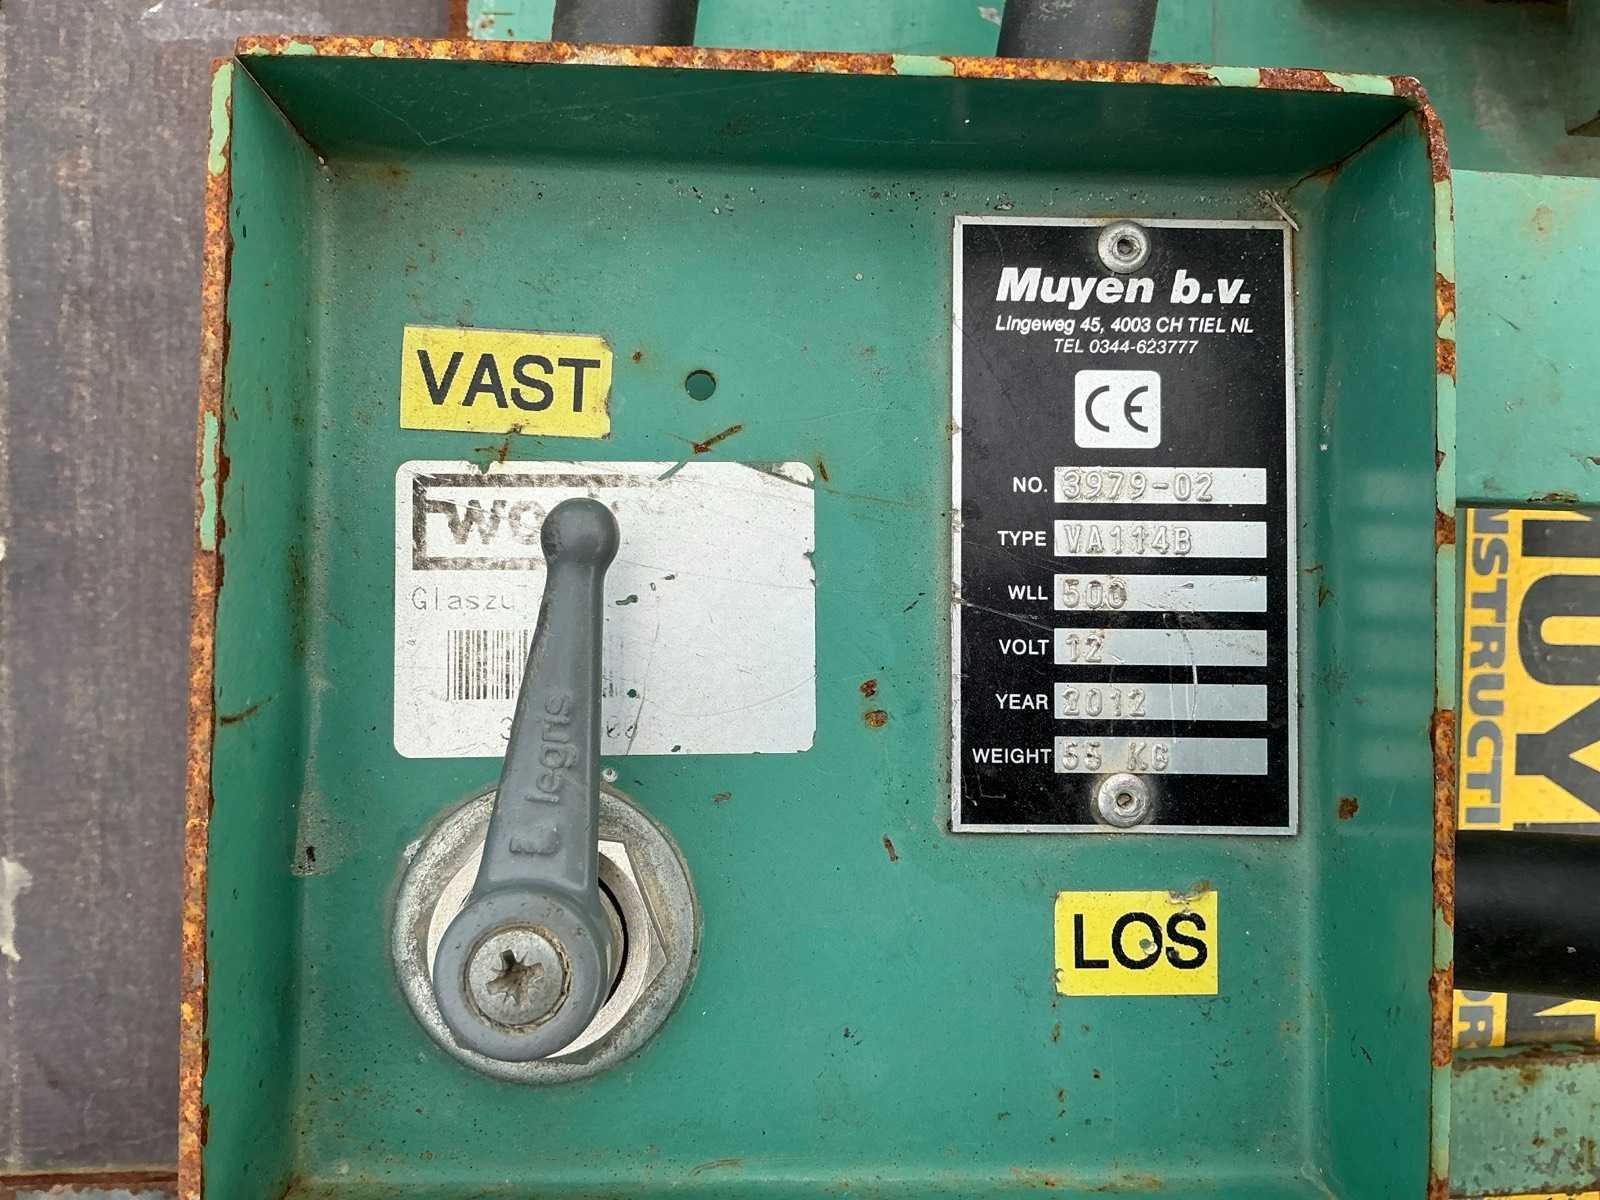 VAST
Muyen b.v.
Lingeweg 45, 4003 CH TIEL NL
TEL 0344-623777
CE
NO. 3979-02
TYPE VA114B
WLL 500
VOLT 12
YEAR 2012
WEIGHT 55 KG
legris
LOS